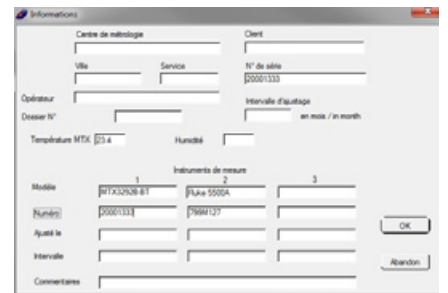 Informations
Centre de métrologie Client
Ville Service N° de série
20001333
Opérateur Intervalle d'ajustage
Dossier N° en mois / in month
Température MTX 23.4 Humidité
Instruments de mesure
1 2 3
Modèle MTX3292B-BT Fluke 5500A
Numéro 20001333 799M127
Ajusté le OK
Intervalle Abandon
Commentaires